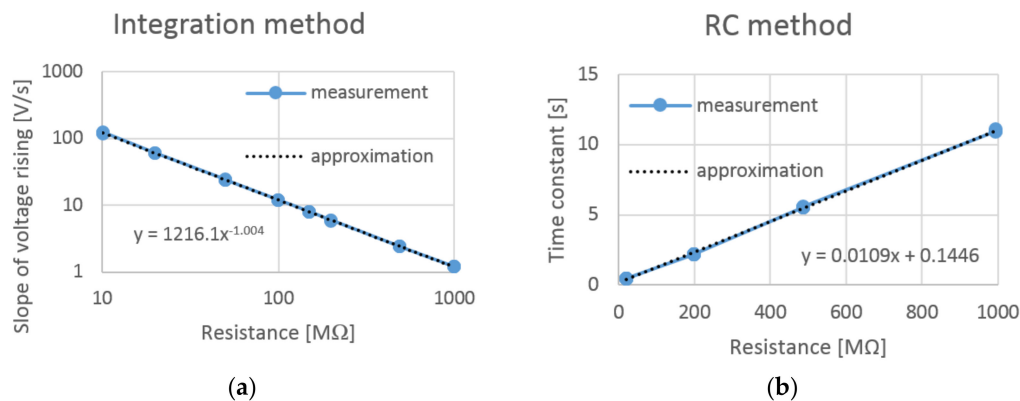 Integration method
Slope of voltage rising [V/s]
1000
100
10
1
measurement
approximation
y = 1216.1x^-1.004
10
100
1000
Resistance [MΩ]
(a)
RC method
Time constant [s]
15
10
5
0
measurement
approximation
y = 0.0109x + 0.1446
0
200
400
600
800
1000
Resistance [MΩ]
(b)